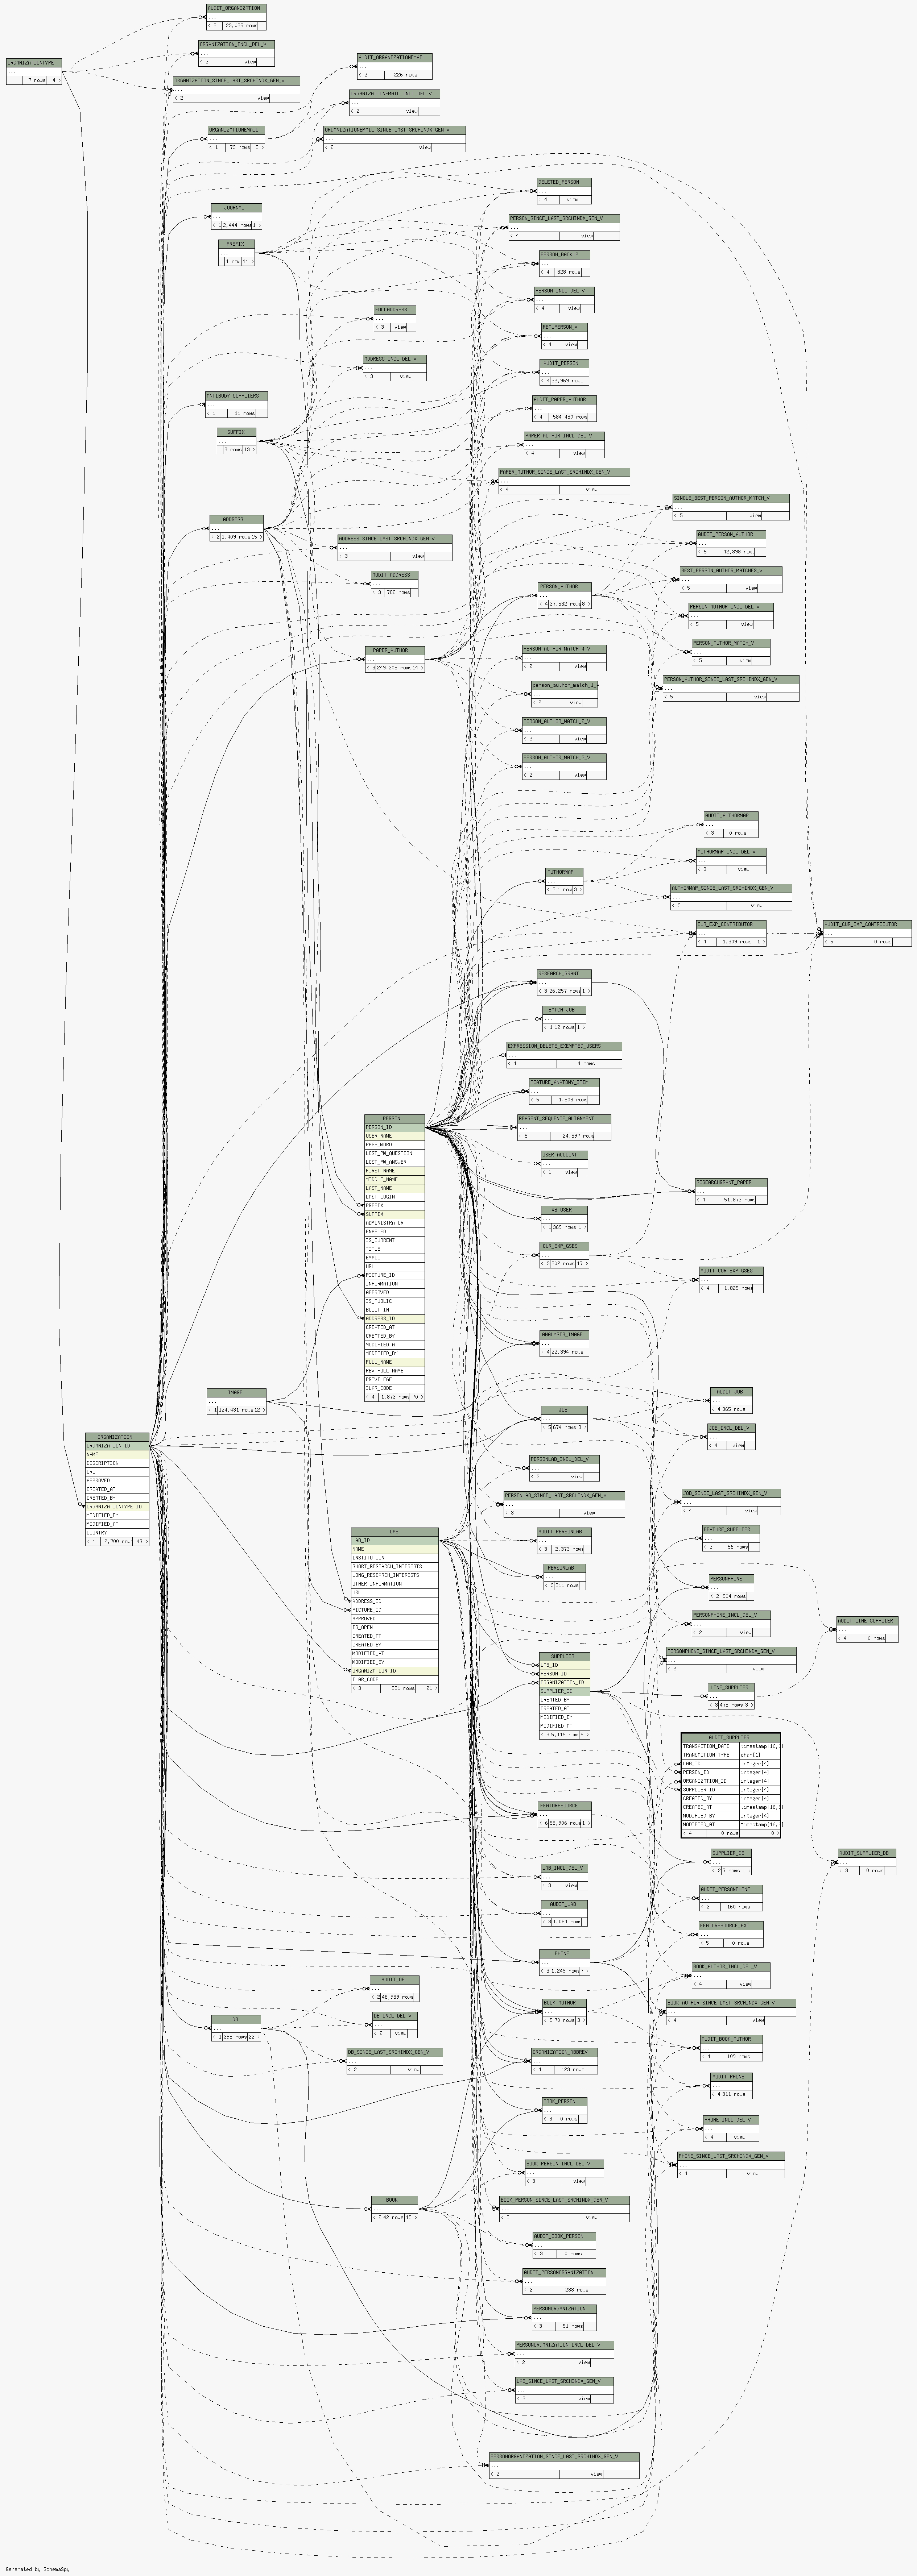 AUDIT_ORGANIZATION
...
< 2 23,035 rows
ORGANIZATION_INCL_DEL_V
...
< 2 view
ORGANIZATIONTYPE
...
7 rows 4 >
ORGANIZATION_SINCE_LAST_SRCHINDX_GEN_V
...
< 2 view
AUDIT_ORGANIZATIONEMAIL
...
< 2 226 rows
ORGANIZATIONEMAIL_INCL_DEL_V
...
< 2 view
ORGANIZATIONEMAIL
...
< 1 73 rows 3 >
ORGANIZATIONEMAIL_SINCE_LAST_SRCHINDX_GEN_V
...
< 2 view
JOURNAL
...
< 1 2,444 rows 1 >
PREFIX
...
1 row 11 >
DELETED_PERSON
...
< 4 view
PERSON_SINCE_LAST_SRCHINDX_GEN_V
...
< 4 view
PERSON_BACKUP
...
< 4 828 rows
PERSON_INCL_DEL_V
...
< 4 view
FULLADDRESS
...
< 3 view
REALPERSON_V
...
< 4 view
ADDRESS_INCL_DEL_V
...
< 3 view
AUDIT_PERSON
...
< 4 22,969 rows
ANTIBODY_SUPPLIERS
...
< 1 11 rows
AUDIT_PAPER_AUTHOR
...
< 4 584,480 rows
SUFFIX
...
3 rows 13 >
PAPER_AUTHOR_INCL_DEL_V
...
< 4 view
PAPER_AUTHOR_SINCE_LAST_SRCHINDX_GEN_V
...
< 4 view
SINGLE_BEST_PERSON_AUTHOR_MATCH_V
...
< 5 view
ADDRESS
...
< 2 1,409 rows 15 >
ADDRESS_SINCE_LAST_SRCHINDX_GEN_V
...
< 3 view
AUDIT_PERSON_AUTHOR
...
< 5 42,398 rows
AUDIT_ADDRESS
...
< 3 782 rows
BEST_PERSON_AUTHOR_MATCHES_V
...
< 5 view
PERSON_AUTHOR
...
< 4 37,532 rows 8 >
PERSON_AUTHOR_INCL_DEL_V
...
< 5 view
PERSON_AUTHOR_MATCH_V
...
< 5 view
PAPER_AUTHOR
...
< 3 249,205 rows 14 >
PERSON_AUTHOR_MATCH_4_V
...
< 2 view
PERSON_AUTHOR_SINCE_LAST_SRCHINDX_GEN_V
...
< 5 view
person_author_match_1_v
...
< 2 view
PERSON_AUTHOR_MATCH_2_V
...
< 2 view
PERSON_AUTHOR_MATCH_3_V
...
< 2 view
AUDIT_AUTHORMAP
...
< 3 0 rows
AUTHORMAP_INCL_DEL_V
...
< 3 view
AUTHORMAP
...
< 2 1 row 3 >
AUTHORMAP_SINCE_LAST_SRCHINDX_GEN_V
...
< 3 view
CUR_EXP_CONTRIBUTOR
...
< 4 1,309 rows 1 >
AUDIT_CUR_EXP_CONTRIBUTOR
...
< 5 0 rows
RESEARCH_GRANT
...
< 3 26,257 rows 1 >
BATCH_JOB
...
< 1 12 rows 1 >
EXPRESSION_DELETE_EXEMPTED_USERS
...
< 1 4 rows
FEATURE_ANATOMY_ITEM
...
< 5 1,808 rows
REAGENT_SEQUENCE_ALIGNMENT
...
< 5 24,597 rows
USER_ACCOUNT
...
< 1 view
RESEARCHGRANT_PAPER
...
< 4 51,873 rows
XB_USER
...
< 1 369 rows 1 >
CUR_EXP_GSES
...
< 3 302 rows 17 >
AUDIT_CUR_EXP_GSES
...
< 4 1,825 rows
PERSON
PERSON_ID
USER_NAME
PASS_WORD
LOST_PW_QUESTION
LOST_PW_ANSWER
FIRST_NAME
MIDDLE_NAME
LAST_NAME
LAST_LOGIN
PREFIX
SUFFIX
ADMINISTRATOR
ENABLED
IS_CURRENT
TITLE
EMAIL
URL
PICTURE_ID
INFORMATION
APPROVED
IS_PUBLIC
BUILT_IN
ADDRESS_ID
CREATED_AT
CREATED_BY
MODIFIED_AT
MODIFIED_BY
FULL_NAME
REV_FULL_NAME
PRIVILEGE
ILAR_CODE
< 4 1,873 rows 70 >
ANALYSIS_IMAGE
...
< 4 22,394 rows
IMAGE
...
< 1 124,431 rows 12 >
AUDIT_JOB
...
< 4 365 rows
JOB
...
< 5 674 rows 3 >
JOB_INCL_DEL_V
...
< 4 view
ORGANIZATION
ORGANIZATION_ID
NAME
DESCRIPTION
URL
APPROVED
CREATED_AT
CREATED_BY
ORGANIZATIONTYPE_ID
MODIFIED_BY
MODIFIED_AT
COUNTRY
< 1 2,700 rows 47 >
PERSONLAB_INCL_DEL_V
...
< 3 view
PERSONLAB_SINCE_LAST_SRCHINDX_GEN_V
...
< 3 view
JOB_SINCE_LAST_SRCHINDX_GEN_V
...
< 4 view
AUDIT_PERSONLAB
...
< 3 2,373 rows
FEATURE_SUPPLIER
...
< 3 56 rows
PERSONLAB
...
< 3 811 rows
PERSONPHONE
...
< 2 904 rows
LAB
LAB_ID
NAME
INSTITUTION
SHORT_RESEARCH_INTERESTS
LONG_RESEARCH_INTERESTS
OTHER_INFORMATION
URL
ADDRESS_ID
PICTURE_ID
APPROVED
IS_OPEN
CREATED_AT
CREATED_BY
MODIFIED_AT
MODIFIED_BY
ORGANIZATION_ID
ILAR_CODE
< 3 581 rows 21 >
PERSONPHONE_INCL_DEL_V
...
< 2 view
AUDIT_LINE_SUPPLIER
...
< 4 0 rows
PERSONPHONE_SINCE_LAST_SRCHINDX_GEN_V
...
< 2 view
SUPPLIER
LAB_ID
PERSON_ID
ORGANIZATION_ID
SUPPLIER_ID
CREATED_BY
CREATED_AT
MODIFIED_BY
MODIFIED_AT
< 3 5,115 rows 6 >
LINE_SUPPLIER
...
< 3 475 rows 3 >
AUDIT_SUPPLIER
TRANSACTION_DATE timestamp[16,6]
TRANSACTION_TYPE char[1]
LAB_ID integer[4]
PERSON_ID integer[4]
ORGANIZATION_ID integer[4]
SUPPLIER_ID integer[4]
CREATED_BY integer[4]
CREATED_AT timestamp[16,6]
MODIFIED_BY integer[4]
MODIFIED_AT timestamp[16,6]
< 4 0 rows 0 >
FEATURESOURCE
...
< 6 55,906 rows 1 >
SUPPLIER_DB
...
< 2 7 rows 1 >
AUDIT_SUPPLIER_DB
...
< 3 0 rows
LAB_INCL_DEL_V
...
< 3 view
AUDIT_PERSONPHONE
...
< 2 160 rows
AUDIT_LAB
...
< 3 1,084 rows
FEATURESOURCE_EXC
...
< 5 0 rows
PHONE
...
< 3 1,249 rows 7 >
BOOK_AUTHOR_INCL_DEL_V
...
< 4 view
AUDIT_DB
...
< 2 46,989 rows
BOOK_AUTHOR
...
< 5 70 rows 3 >
BOOK_AUTHOR_SINCE_LAST_SRCHINDX_GEN_V
...
< 4 view
DB
...
< 1 395 rows 22 >
DB_INCL_DEL_V
...
< 2 view
AUDIT_BOOK_AUTHOR
...
< 4 109 rows
DB_SINCE_LAST_SRCHINDX_GEN_V
...
< 2 view
ORGANIZATION_ABBREV
...
< 4 123 rows
AUDIT_PHONE
...
< 4 311 rows
BOOK_PERSON
...
< 3 0 rows
PHONE_INCL_DEL_V
...
< 4 view
PHONE_SINCE_LAST_SRCHINDX_GEN_V
...
< 4 view
BOOK_PERSON_INCL_DEL_V
...
< 3 view
BOOK
...
< 2 42 rows 15 >
BOOK_PERSON_SINCE_LAST_SRCHINDX_GEN_V
...
< 3 view
AUDIT_BOOK_PERSON
...
< 3 0 rows
AUDIT_PERSONORGANIZATION
...
< 2 288 rows
PERSONORGANIZATION
...
< 3 51 rows
PERSONORGANIZATION_INCL_DEL_V
...
< 2 view
LAB_SINCE_LAST_SRCHINDX_GEN_V
...
< 3 view
PERSONORGANIZATION_SINCE_LAST_SRCHINDX_GEN_V
...
< 2 view
Generated by SchemaSpy